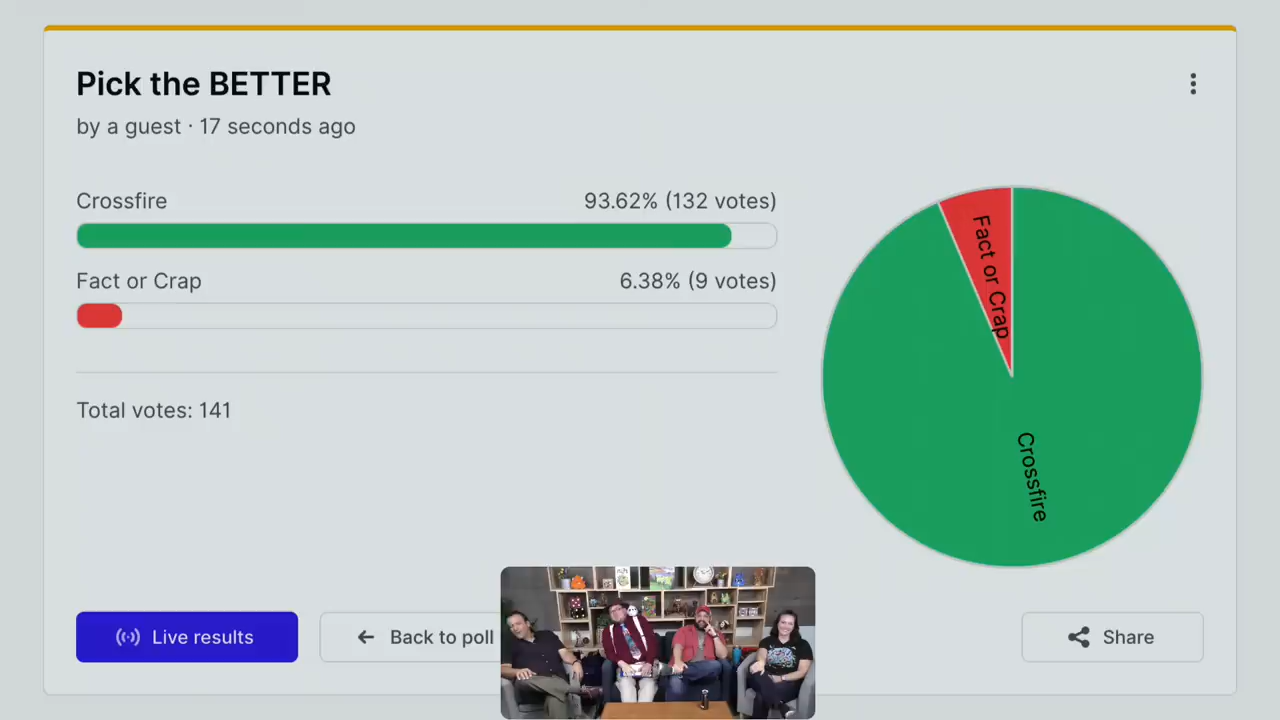 Pick the BETTER
by a guest · 17 seconds ago
Crossfire 93.62% (132 votes)
Fact or Crap 6.38% (9 votes)
Total votes: 141
Fact or Crap
Crossfire
Live results
Back to poll
Share